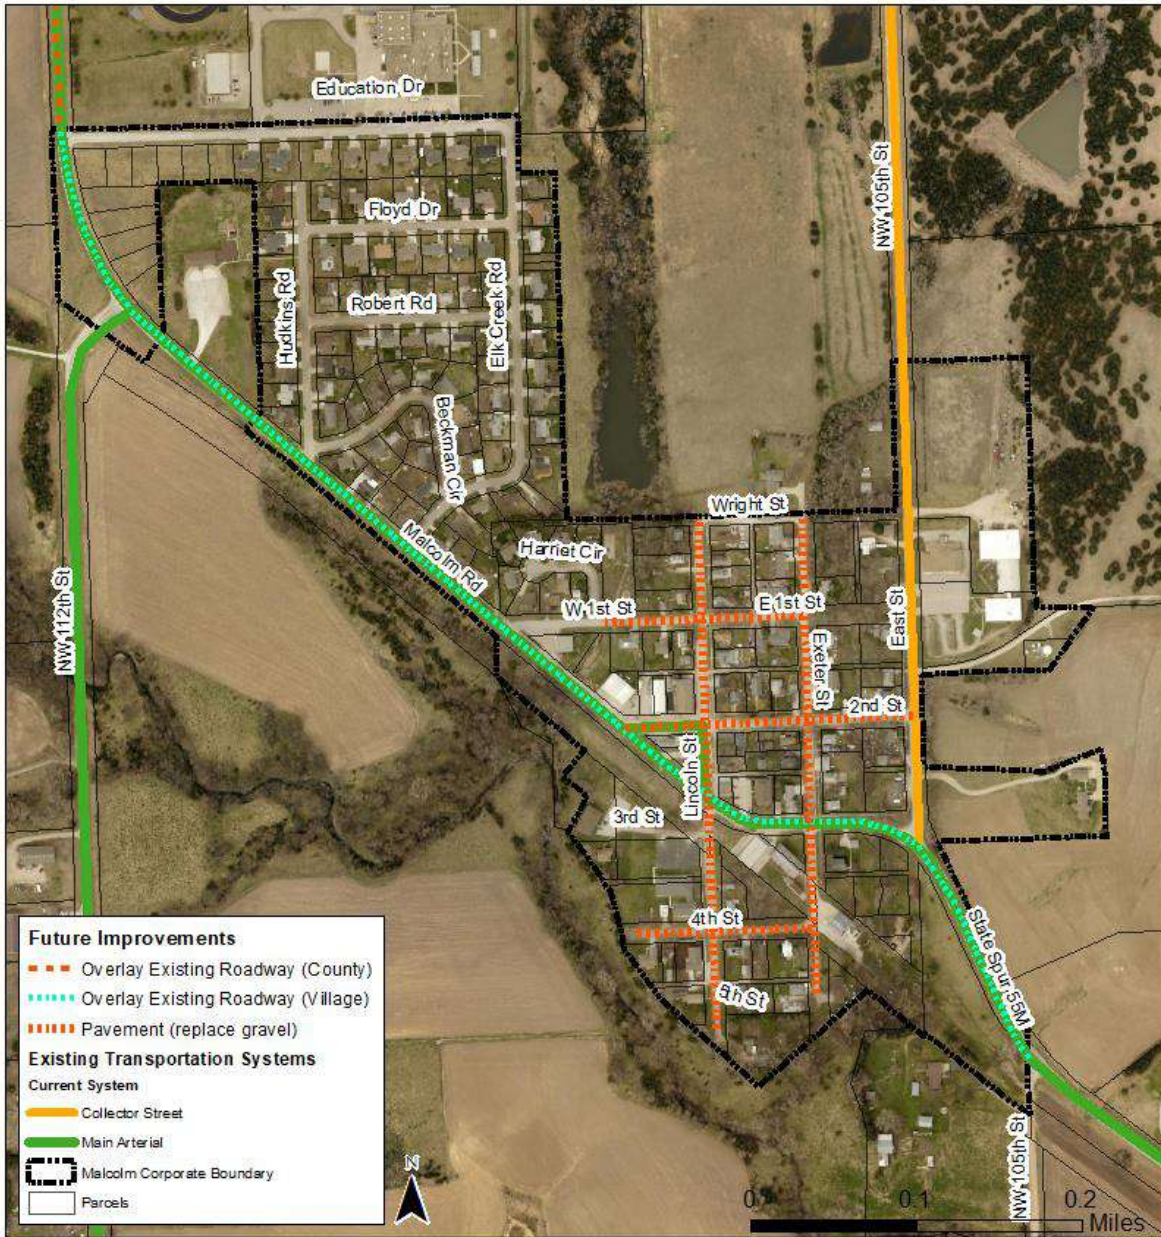 Education Dr
NW 105th St
Floyd Dr
Hudkins Rd
Robert Rd
Elk Creek Rd
Beckman Cir
Malcolm Rd
Wright St
Harriet Cir
NW 112th St
W 1st St
E 1st St
East St
Exeter St
2nd St
Lincoln St
3rd St
4th St
5th St
State Spur 55M
NW 105th St
Future Improvements
Overlay Existing Roadway (County)
Overlay Existing Roadway (Village)
Pavement (replace gravel)
Existing Transportation Systems
Current System
Collector Street
Main Arterial
Malcolm Corporate Boundary
Parcels
N
0.1
0.2
Miles